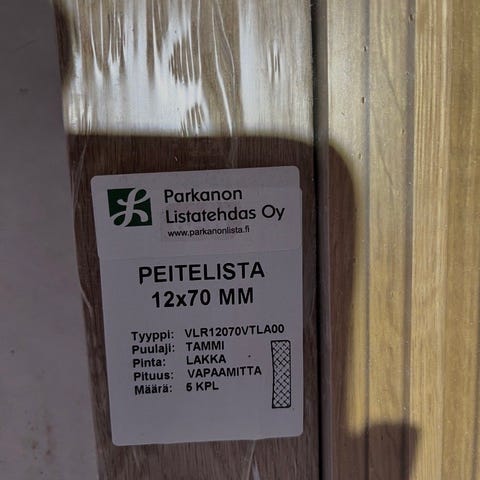 Parkanon
Listatehdas Oy
www.parkanonlista.fi
PEITELISTA
12x70 MM
Tyyppi: VLR12070VTLA00
Puulaji: TAMMI
Pinta: LAKKA
Pituus: VAPAAMITTA
Määrä: 5 KPL